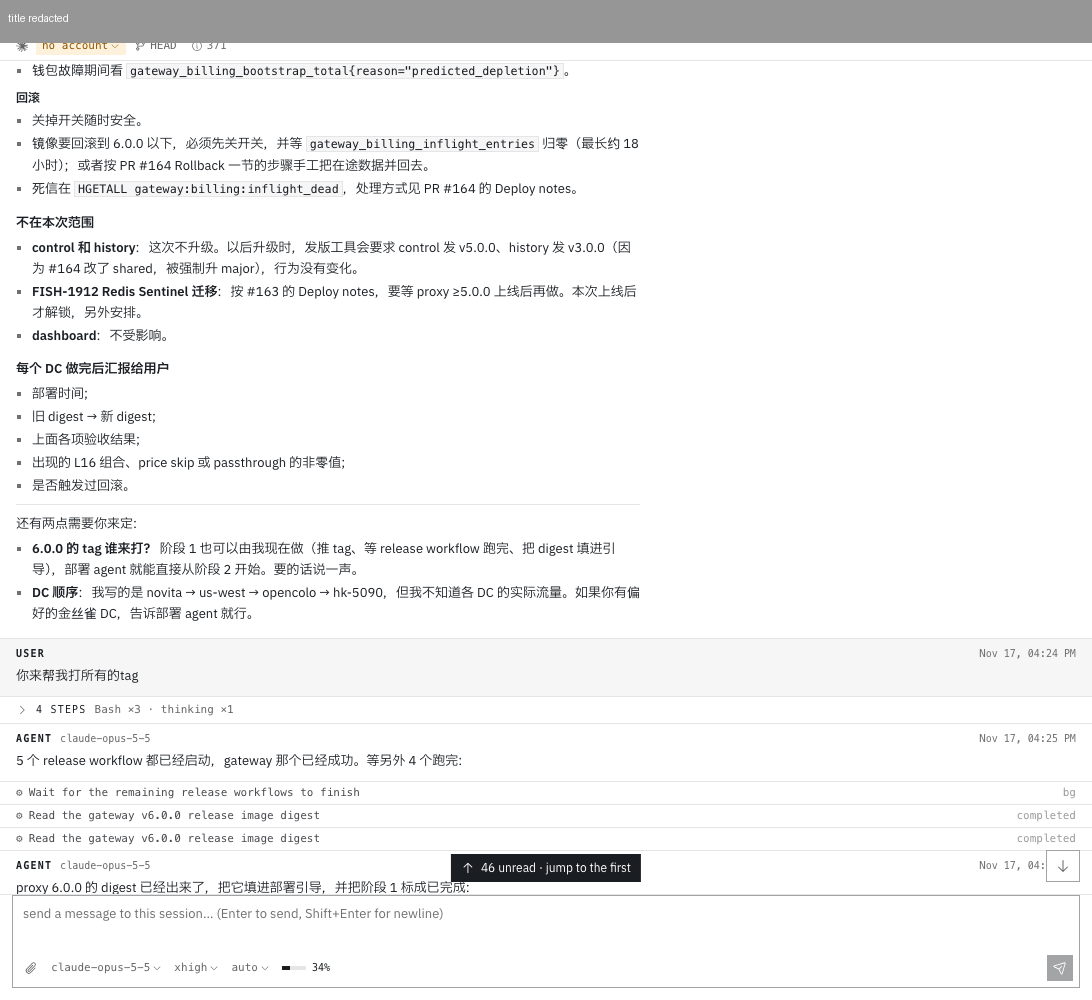 title redacted
no account
HEAD
371
钱包故障期间看 gateway_billing_bootstrap_total{reason="predicted_depletion"}。
回滚
关掉开关随时安全。
镜像要回滚到 6.0.0 以下，必须先关开关，并等 gateway_billing_inflight_entries 归零（最长约 18
小时）；或者按 PR #164 Rollback 一节的步骤手工把在途数据并回去。
死信在 HGETALL gateway:billing:inflight_dead，处理方式见 PR #164 的 Deploy notes。
不在本次范围
control 和 history：这次不升级。以后升级时，发版工具会要求 control 发 v5.0.0、history 发 v3.0.0（因
为 #164 改了 shared，被强制升 major），行为没有变化。
FISH-1912 Redis Sentinel 迁移：按 #163 的 Deploy notes，要等 proxy ≥5.0.0 上线后再做。本次上线后
才解锁，另外安排。
dashboard：不受影响。
每个 DC 做完后汇报给用户
部署时间;
旧 digest → 新 digest;
上面各项验收结果;
出现的 L16 组合、price skip 或 passthrough 的非零值;
是否触发过回滚。
还有两点需要你来定:
6.0.0 的 tag 谁来打？ 阶段 1 也可以由我现在做（推 tag、等 release workflow 跑完、把 digest 填进引
导），部署 agent 就能直接从阶段 2 开始。要的话说一声。
DC 顺序：我写的是 novita → us-west → opencolo → hk-5090，但我不知道各 DC 的实际流量。如果你有偏
好的金丝雀 DC，告诉部署 agent 就行。
USER
Nov 17, 04:24 PM
你来帮我打所有的tag
4 STEPS Bash ×3 · thinking ×1
AGENT claude-opus-5-5
Nov 17, 04:25 PM
5 个 release workflow 都已经启动，gateway 那个已经成功。等另外 4 个跑完:
Wait for the remaining release workflows to finish
bg
Read the gateway v6.0.0 release image digest
completed
Read the gateway v6.0.0 release image digest
completed
AGENT claude-opus-5-5
Nov 17, 04:
↑ 46 unread · jump to the first
proxy 6.0.0 的 digest 已经出来了，把它填进部署引导，并把阶段 1 标成已完成:
send a message to this session... (Enter to send, Shift+Enter for newline)
claude-opus-5-5
xhigh
auto
34%